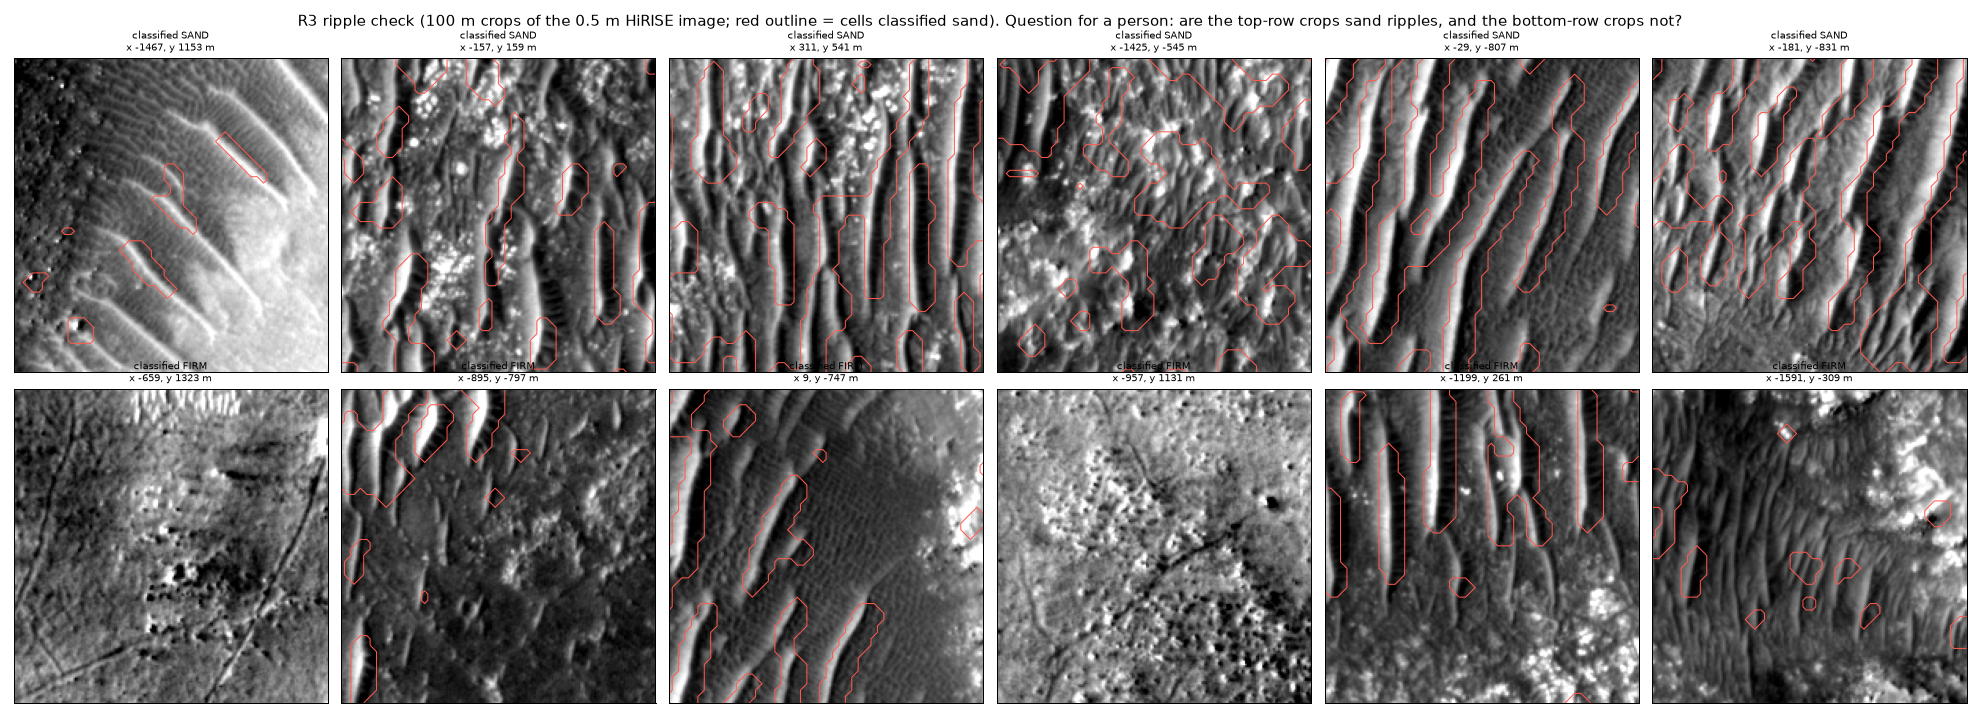 R3 ripple check (100 m crops of the 0.5 m HiRISE image; red outline = cells classified sand). Question for a person: are the top-row crops sand ripples, and the bottom-row crops not?
classified SAND
x -1467, y 1153 m
classified SAND
x -157, y 159 m
classified SAND
x 311, y 541 m
classified SAND
x -1425, y -545 m
classified SAND
x -29, y -807 m
classified SAND
x -181, y -831 m
classified FIRM
x -659, y 1323 m
classified FIRM
x -895, y -797 m
classified FIRM
x 9, y -747 m
classified FIRM
x -957, y 1131 m
classified FIRM
x -1199, y 261 m
classified FIRM
x -1591, y -309 m